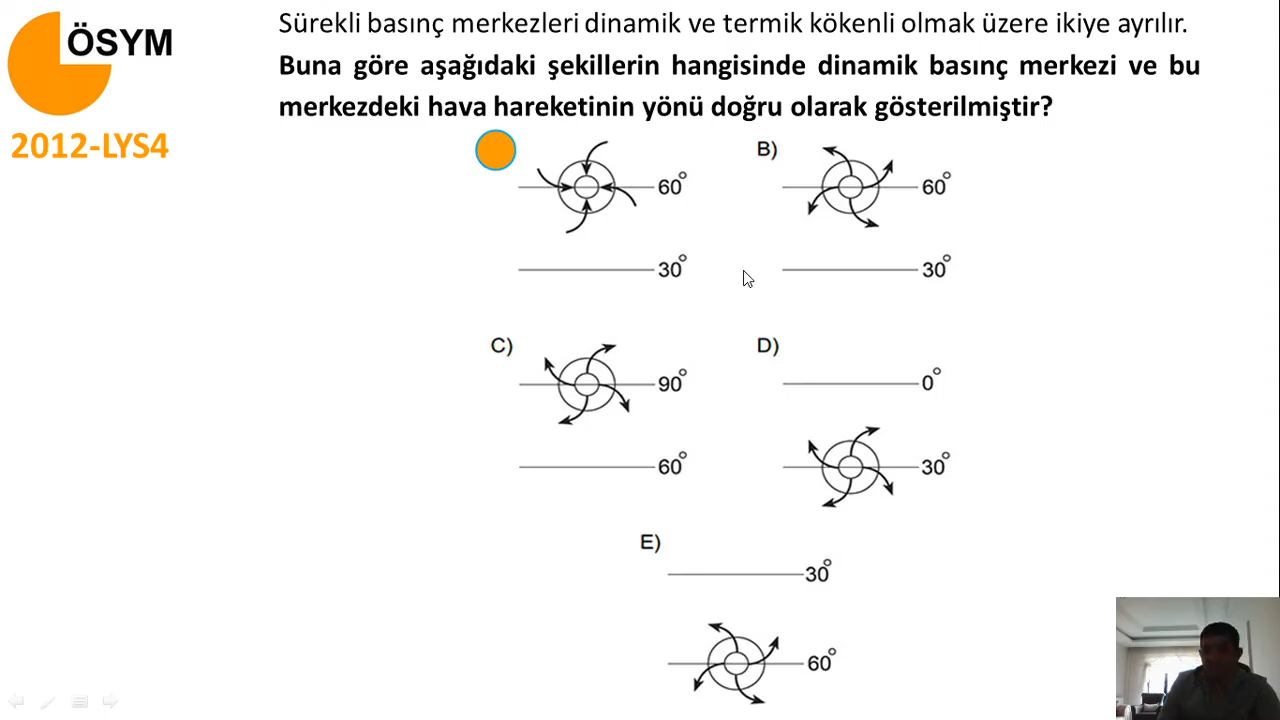 ÖSYM
2012-LYS4
Sürekli basınç merkezleri dinamik ve termik kökenli olmak üzere ikiye ayrılır.
Buna göre aşağıdaki şekillerin hangisinde dinamik basınç merkezi ve bu
merkezdeki hava hareketinin yönü doğru olarak gösterilmiştir?
60°
30°
B)
60°
30°
C)
90°
60°
D)
0°
30°
E)
30°
60°